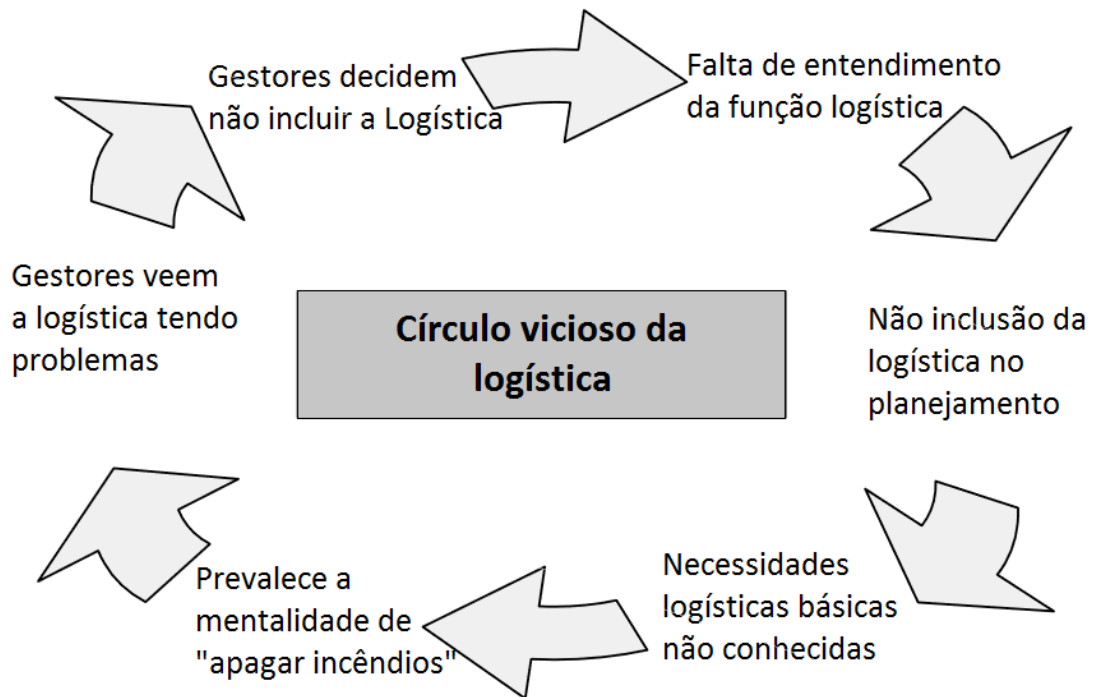 Gestores decidem
não incluir a Logística
Falta de entendimento
da função logística
Não inclusão da
logística no
planejamento
Necessidades
logísticas básicas
não conhecidas
Prevalece a
mentalidade de
"apagar incêndios"
Gestores veem
a logística tendo
problemas
Círculo vicioso da
logística